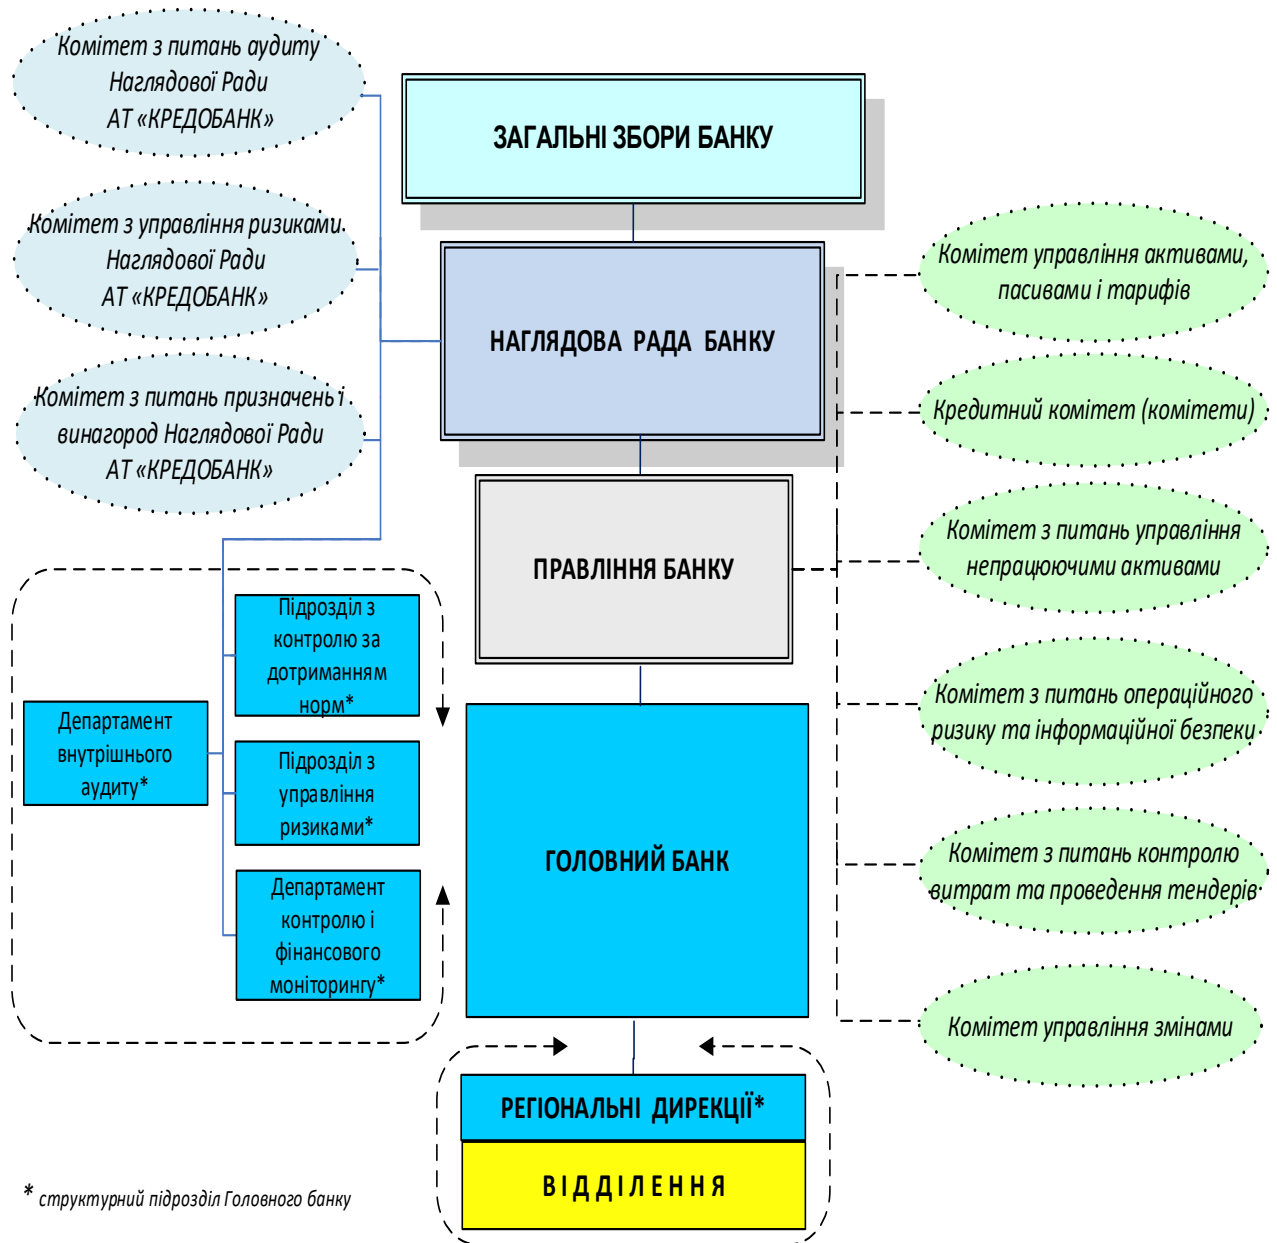 Комітет з питань аудиту
Наглядової Ради
АТ «КРЕДОБАНК»
ЗАГАЛЬНІ ЗБОРИ БАНКУ
Комітет з управління ризиками
Наглядової Ради
АТ «КРЕДОБАНК»
НАГЛЯДОВА РАДА БАНКУ
Комітет управління активами,
пасивами і тарифів
Комітет з питань призначень і
винагород Наглядової Ради
АТ «КРЕДОБАНК»
Кредитний комітет (комітети)
ПРАВЛІННЯ БАНКУ
Комітет з питань управління
непрацюючими активами
Підрозділ з
контролю за
дотриманням
норм*
Департамент
внутрішнього
аудиту*
Підрозділ з
управління
ризиками*
Департамент
контролю і
фінансового
моніторингу*
ГОЛОВНИЙ БАНК
Комітет з питань операційного
ризику та інформаційної безпеки
Комітет з питань контролю
витрат та проведення тендерів
Комітет управління змінами
РЕГІОНАЛЬНІ ДИРЕКЦІЇ*
В І Д Д І Л Е Н Н Я
* структурний підрозділ Головного банку